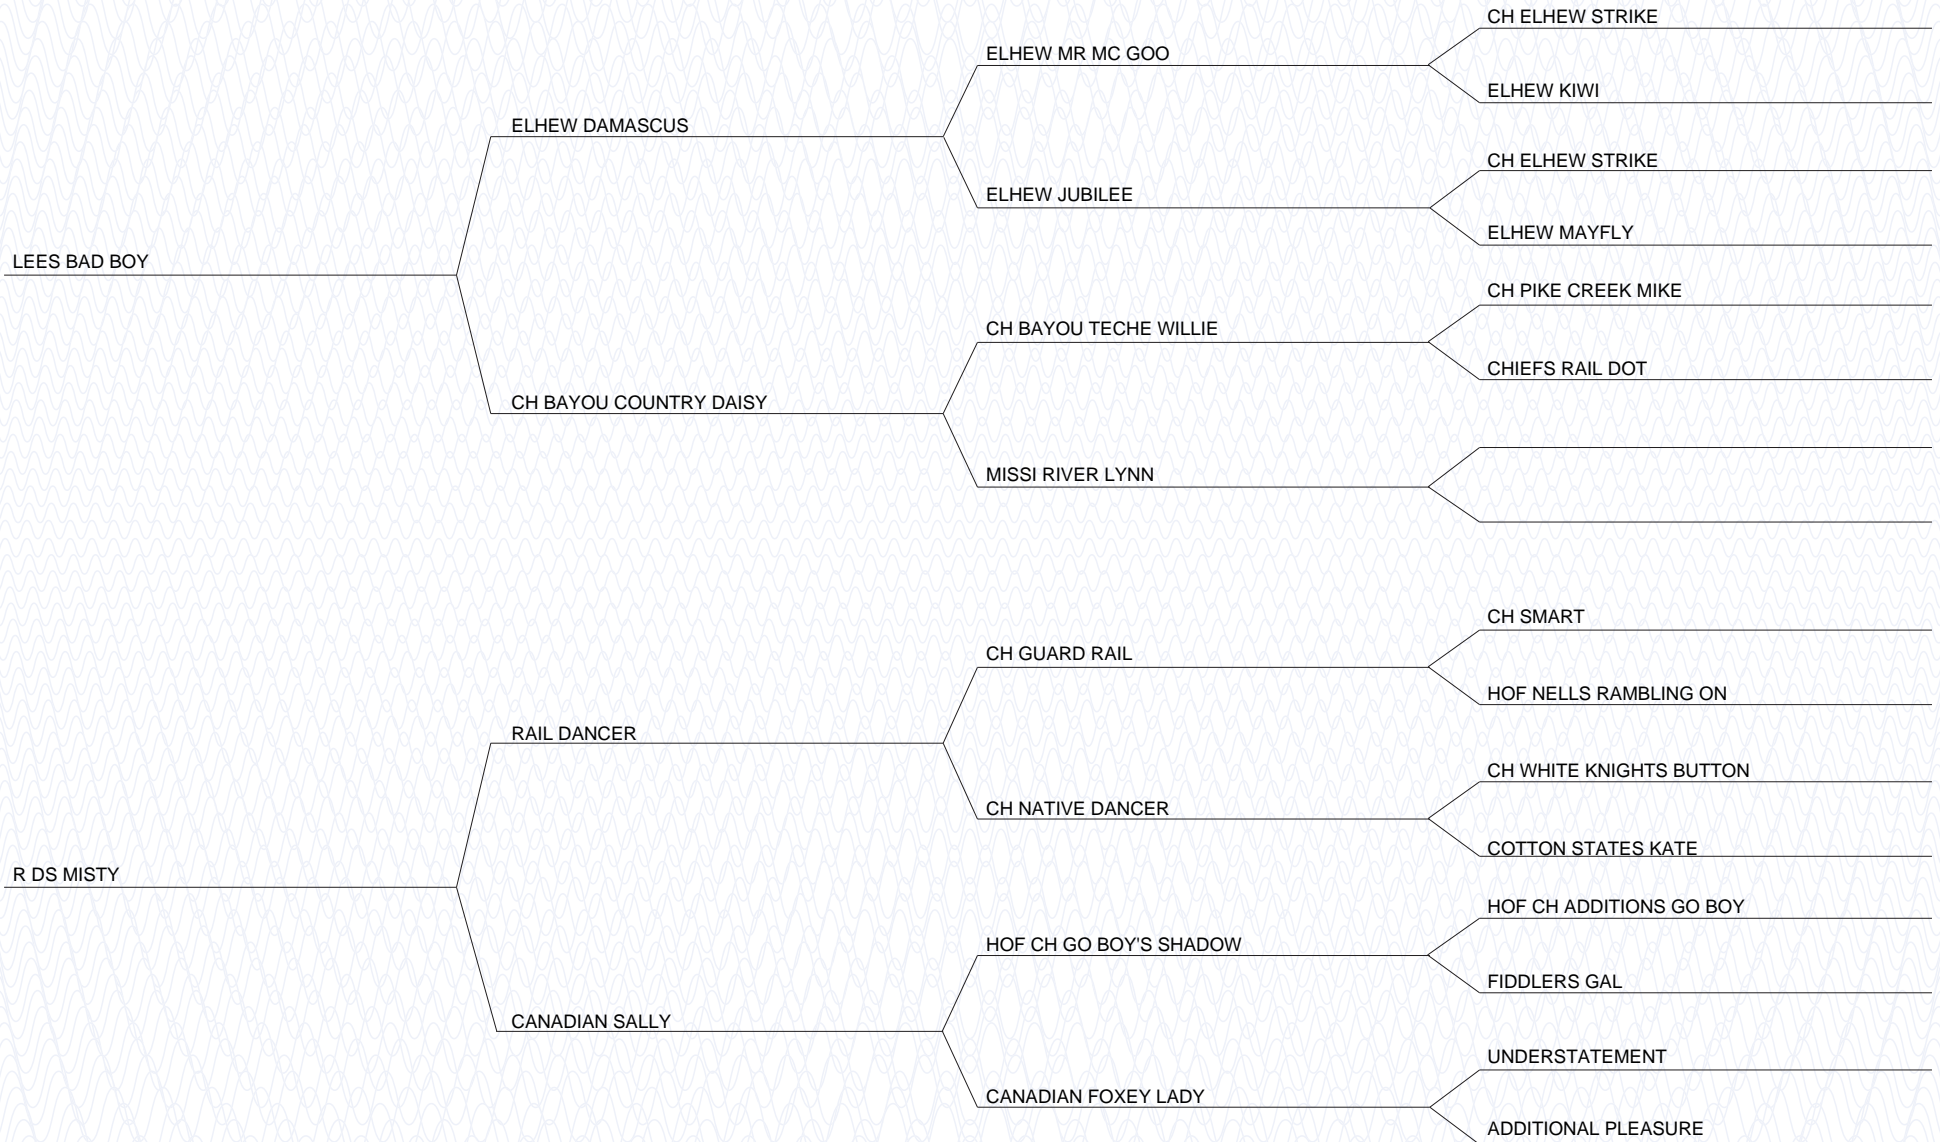 CH ELHEW STRIKE
ELHEW MR MC GOO
ELHEW KIWI
ELHEW DAMASCUS
CH ELHEW STRIKE
ELHEW JUBILEE
ELHEW MAYFLY
LEES BAD BOY
CH PIKE CREEK MIKE
CH BAYOU TECHE WILLIE
CHIEFS RAIL DOT
CH BAYOU COUNTRY DAISY
MISSI RIVER LYNN
CH SMART
CH GUARD RAIL
HOF NELLS RAMBLING ON
RAIL DANCER
CH WHITE KNIGHTS BUTTON
CH NATIVE DANCER
COTTON STATES KATE
R DS MISTY
HOF CH ADDITIONS GO BOY
HOF CH GO BOY'S SHADOW
FIDDLERS GAL
CANADIAN SALLY
UNDERSTATEMENT
CANADIAN FOXEY LADY
ADDITIONAL PLEASURE